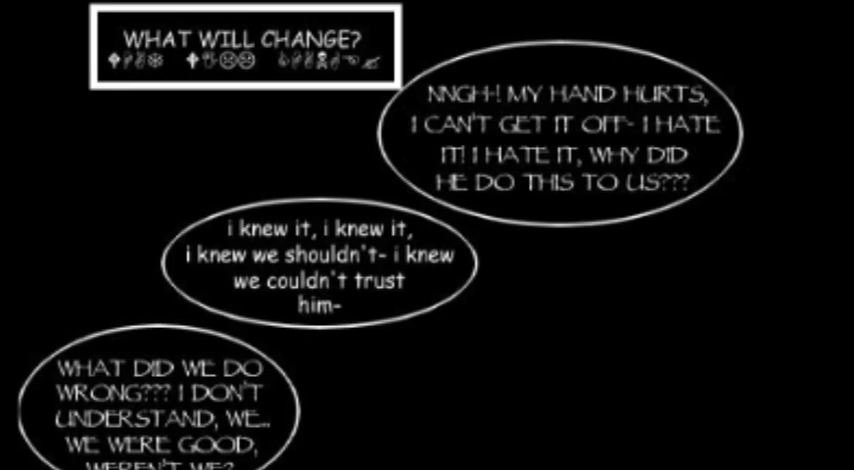 WHAT WILL CHANGE?
🕈☟✌❄ 🕈✋☹☹ 👍☟✌☠☝☜✍
NNGH-! MY HAND HURTS,
I CAN'T GET IT OFF- I HATE
IT! I HATE IT, WHY DID
HE DO THIS TO US???
i knew it, i knew it,
i knew we shouldn't- i knew
we couldn't trust
him-
WHAT DID WE DO
WRONG??? I DON'T
UNDERSTAND, WE..
WE WERE GOOD,
WEREN'T WE?